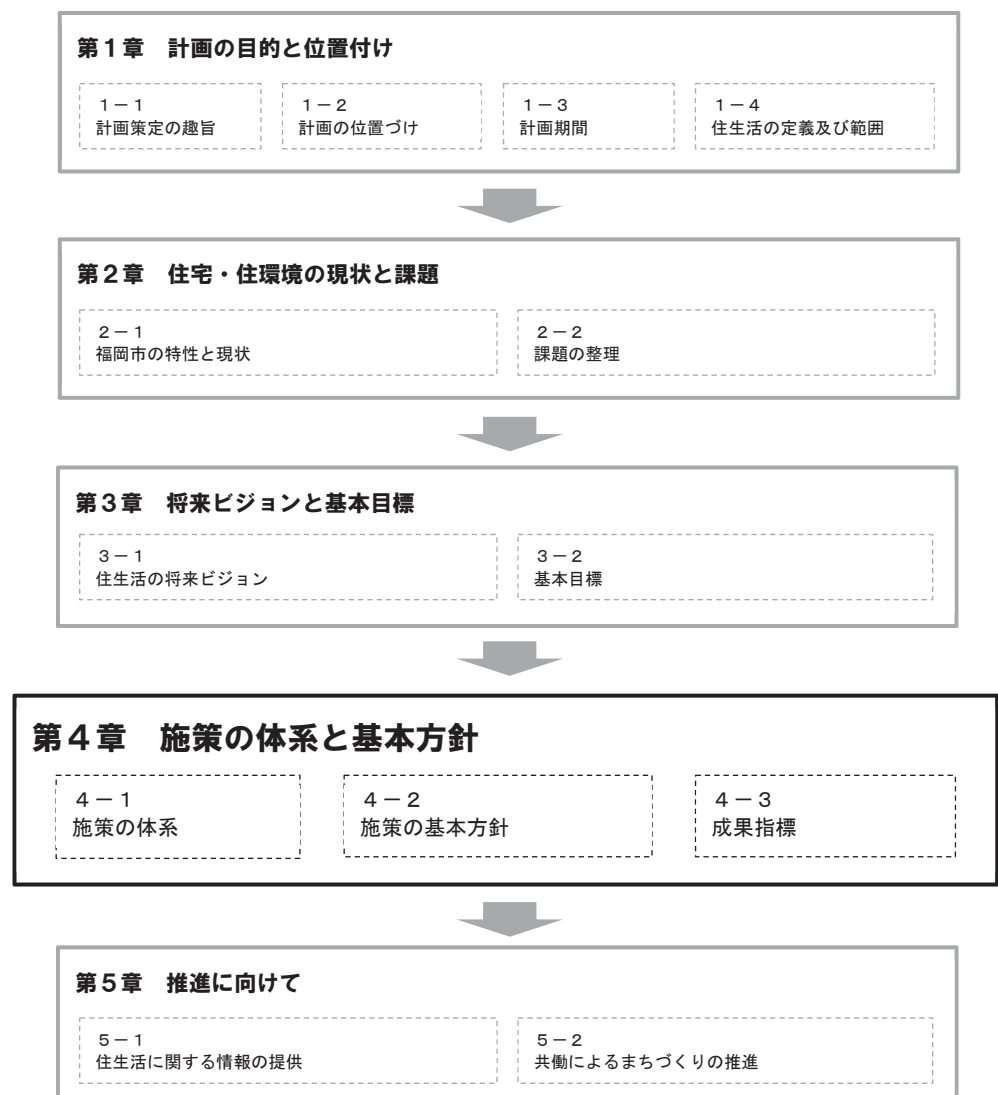 第1章　計画の目的と位置付け
1－1
計画策定の趣旨
1－2
計画の位置づけ
1－3
計画期間
1－4
住生活の定義及び範囲
第2章　住宅・住環境の現状と課題
2－1
福岡市の特性と現状
2－2
課題の整理
第3章　将来ビジョンと基本目標
3－1
住生活の将来ビジョン
3－2
基本目標
第4章　施策の体系と基本方針
4－1
施策の体系
4－2
施策の基本方針
4－3
成果指標
第5章　推進に向けて
5－1
住生活に関する情報の提供
5－2
共働によるまちづくりの推進